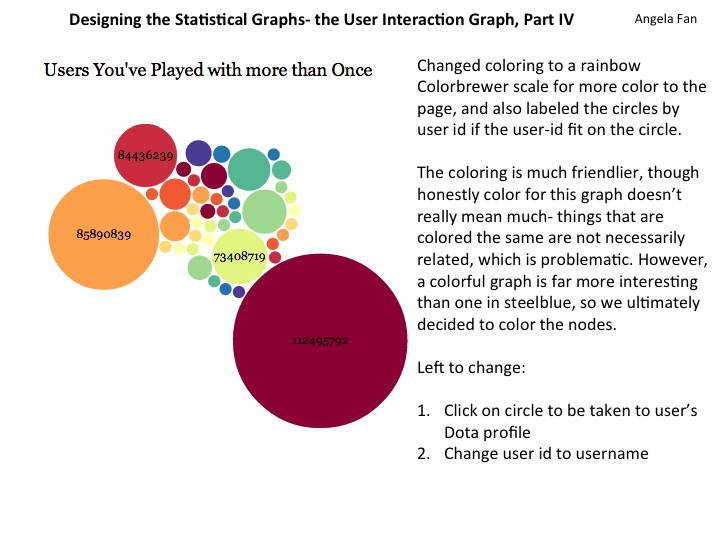 Designing the Statistical Graphs- the User Interaction Graph, Part IV
Angela Fan
Users You've Played with more than Once
84436239
85890839
73408719
112495792
Changed coloring to a rainbow
Colorbrewer scale for more color to the
page, and also labeled the circles by
user id if the user-id fit on the circle.
The coloring is much friendlier, though
honestly color for this graph doesn’t
really mean much- things that are
colored the same are not necessarily
related, which is problematic. However,
a colorful graph is far more interesting
than one in steelblue, so we ultimately
decided to color the nodes.
Left to change:
1. Click on circle to be taken to user’s
Dota profile
2. Change user id to username